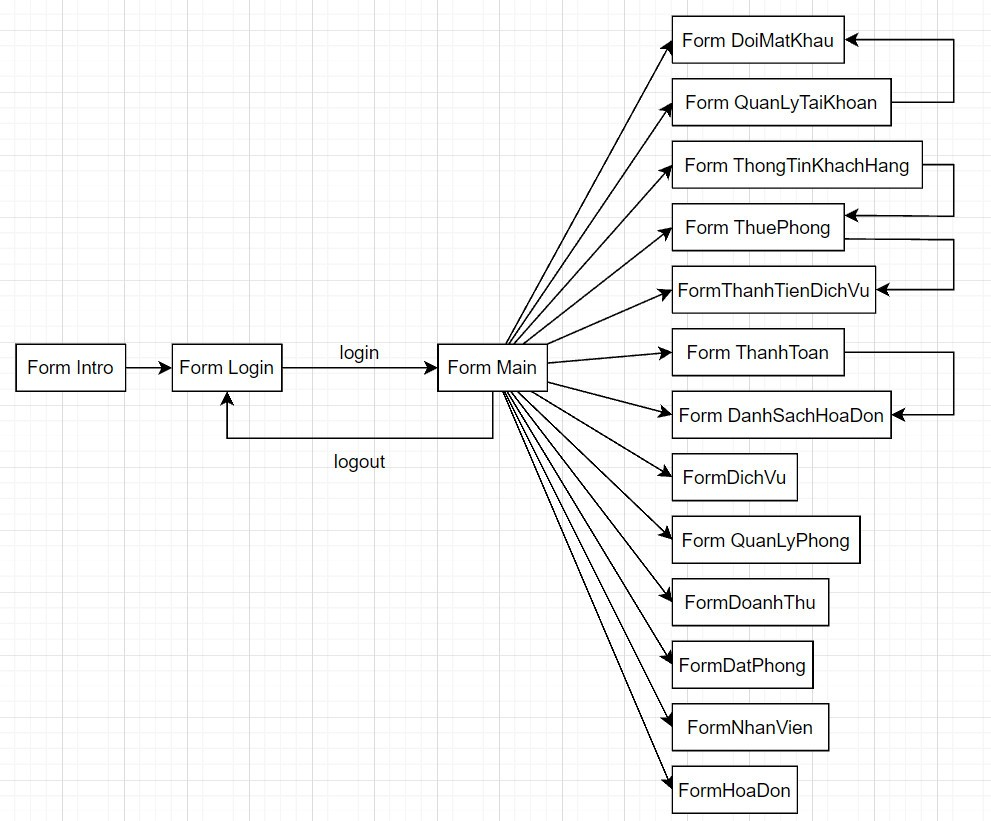 Form DoiMatKhau
Form QuanLyTaiKhoan
Form ThongTinKhachHang
Form ThuePhong
FormThanhTienDichVu
Form Intro
Form Login
login
Form Main
logout
Form ThanhToan
Form DanhSachHoaDon
FormDichVu
Form QuanLyPhong
FormDoanhThu
FormDatPhong
FormNhanVien
FormHoaDon